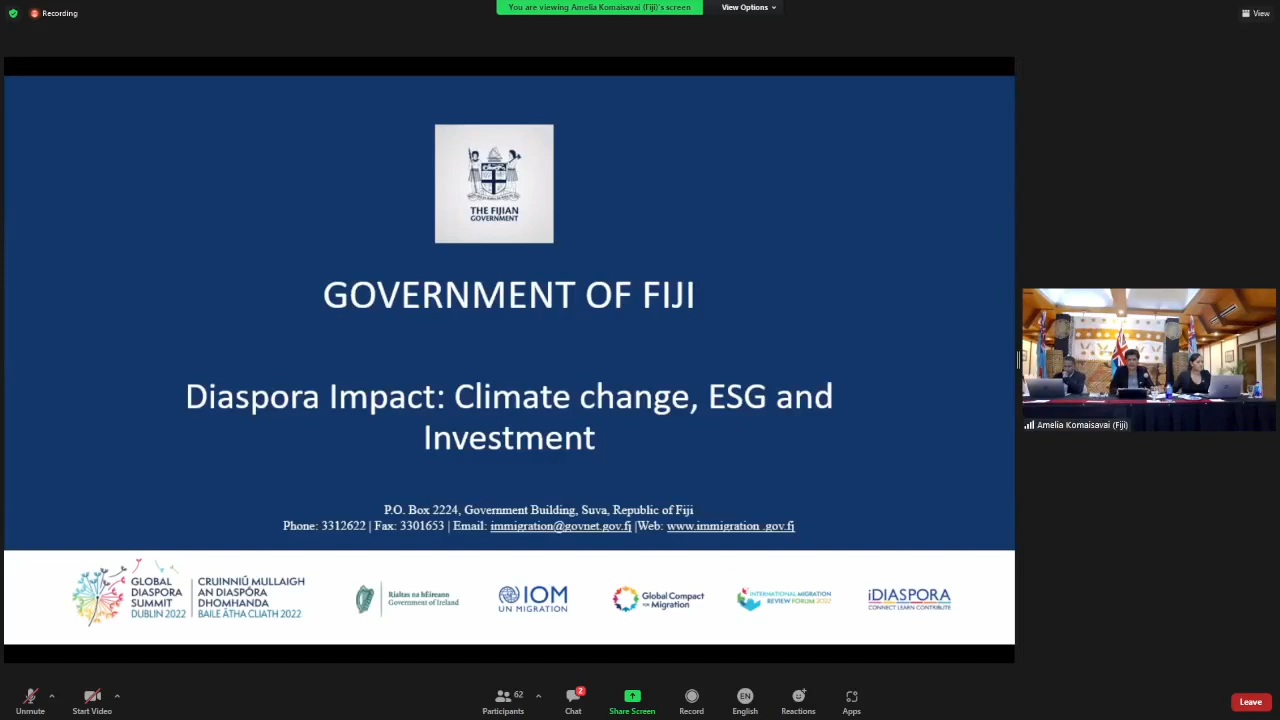 Recording
You are viewing Amelia Komaisavai (Fiji)'s screen
View Options
View
THE FIJIAN
GOVERNMENT
GOVERNMENT OF FIJI
Diaspora Impact: Climate change, ESG and
Investment
P.O. Box 2224, Government Building, Suva, Republic of Fiji
Phone: 3312622 | Fax: 3301653 | Email: immigration@govnet.gov.fj |Web: www.immigration .gov.fj
Amelia Komaisavai (Fiji)
GLOBAL
DIASPORA
SUMMIT
DUBLIN 2022
CRUINNIÚ MULLAIGH
AN DIASPÓRA
DHOMHANDA
BAILE ÁTHA CLIATH 2022
Rialtas na hÉireann
Government of Ireland
IOM
UN MIGRATION
Global Compact
for Migration
INTERNATIONAL MIGRATION
REVIEW FORUM 2022
iDIASPORA
CONNECT LEARN CONTRIBUTE
Unmute
Start Video
62
Participants
2
Chat
Share Screen
Record
EN
English
Reactions
Apps
Leave